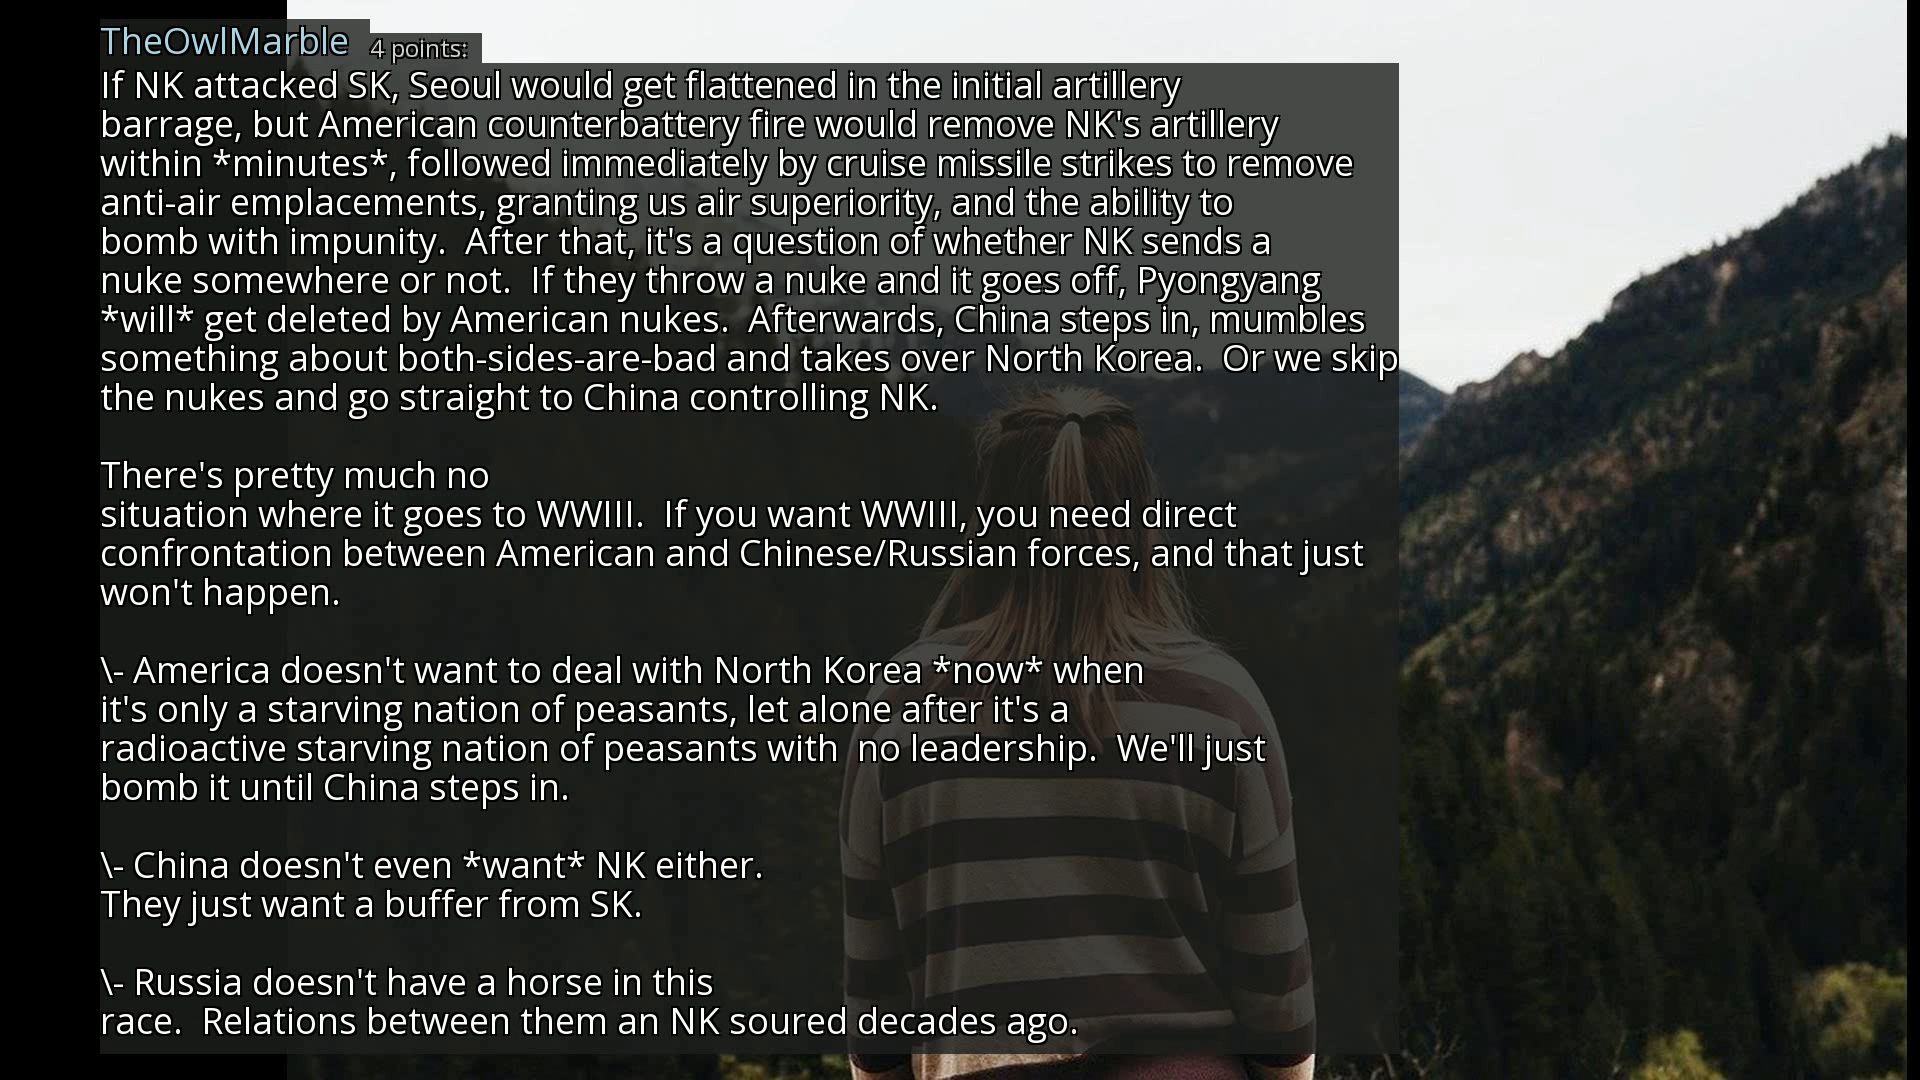 TheOwlMarble 4 points:
If NK attacked SK, Seoul would get flattened in the initial artillery
barrage, but American counterbattery fire would remove NK's artillery
within *minutes*, followed immediately by cruise missile strikes to remove
anti-air emplacements, granting us air superiority, and the ability to
bomb with impunity.  After that, it's a question of whether NK sends a
nuke somewhere or not.  If they throw a nuke and it goes off, Pyongyang
*will* get deleted by American nukes.  Afterwards, China steps in, mumbles
something about both-sides-are-bad and takes over North Korea.  Or we skip
the nukes and go straight to China controlling NK.
There's pretty much no
situation where it goes to WWIII.  If you want WWIII, you need direct
confrontation between American and Chinese/Russian forces, and that just
won't happen.
\- America doesn't want to deal with North Korea *now* when
it's only a starving nation of peasants, let alone after it's a
radioactive starving nation of peasants with  no leadership.  We'll just
bomb it until China steps in.
\- China doesn't even *want* NK either.
They just want a buffer from SK.
\- Russia doesn't have a horse in this
race.  Relations between them an NK soured decades ago.